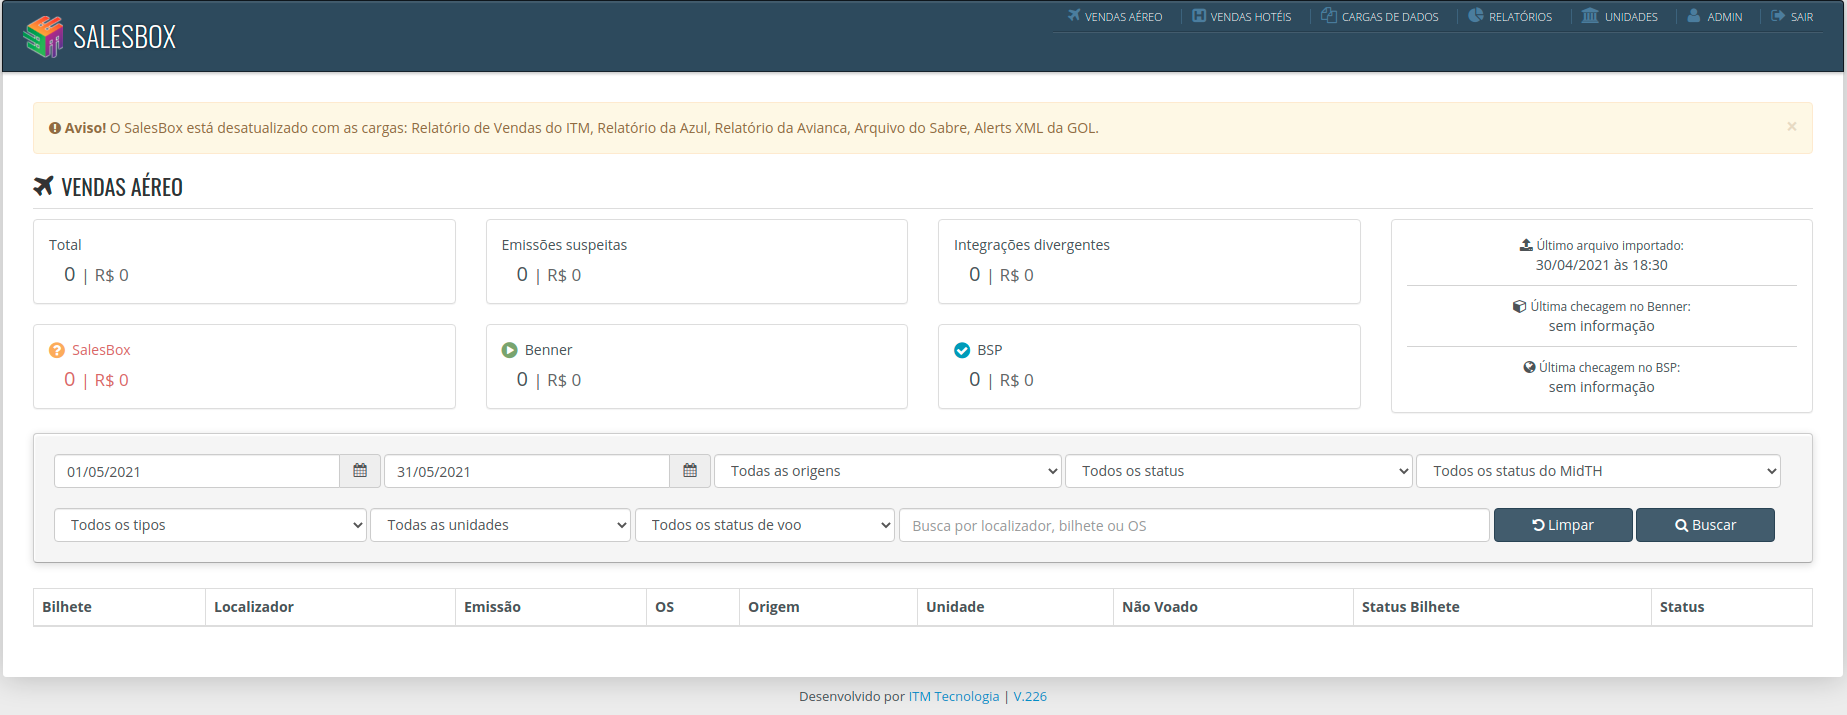 SALESBOX
VENDAS AÉREO
VENDAS HOTÉIS
CARGAS DE DADOS
RELATÓRIOS
UNIDADES
ADMIN
SAIR
Aviso! O SalesBox está desatualizado com as cargas: Relatório de Vendas do ITM, Relatório da Azul, Relatório da Avianca, Arquivo do Sabre, Alerts XML da GOL.
×
VENDAS AÉREO
Total
0 | R$ 0
Emissões suspeitas
0 | R$ 0
Integrações divergentes
0 | R$ 0
Último arquivo importado:
30/04/2021 às 18:30
Última checagem no Benner:
sem informação
Última checagem no BSP:
sem informação
SalesBox
0 | R$ 0
Benner
0 | R$ 0
BSP
0 | R$ 0
01/05/2021
31/05/2021
Todas as origens
Todos os status
Todos os status do MidTH
Todos os tipos
Todas as unidades
Todos os status de voo
Busca por localizador, bilhete ou OS
Limpar
Buscar
Bilhete
Localizador
Emissão
OS
Origem
Unidade
Não Voado
Status Bilhete
Status
Desenvolvido por ITM Tecnologia | V.226